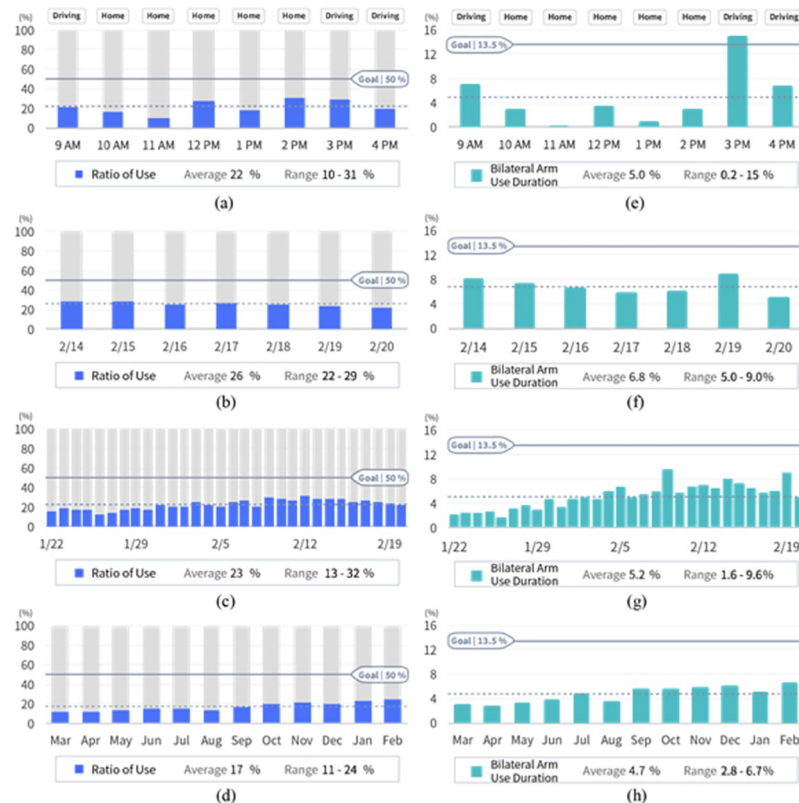 Driving Home Home Home Home Home Driving Driving
(%)
100
80
60
40
20
0
Goal | 50 %
9 AM 10 AM 11 AM 12 PM 1 PM 2 PM 3 PM 4 PM
Ratio of Use Average 22 % Range 10 - 31 %
(a)
Driving Home Home Home Home Home Driving Driving
(%)
16
12
8
4
0
Goal | 13.5 %
9 AM 10 AM 11 AM 12 PM 1 PM 2 PM 3 PM 4 PM
Bilateral Arm
Use Duration Average 5.0 % Range 0.2 - 15 %
(e)
(%)
100
80
60
40
20
0
Goal | 50 %
2/14 2/15 2/16 2/17 2/18 2/19 2/20
Ratio of Use Average 26 % Range 22 - 29 %
(b)
(%)
16
12
8
4
0
Goal | 13.5 %
2/14 2/15 2/16 2/17 2/18 2/19 2/20
Bilateral Arm
Use Duration Average 6.8 % Range 5.0 - 9.0%
(f)
(%)
100
80
60
40
20
0
Goal | 50 %
1/22 1/29 2/5 2/12 2/19
Ratio of Use Average 23 % Range 13 - 32 %
(c)
(%)
16
12
8
4
0
Goal | 13.5 %
1/22 1/29 2/5 2/12 2/19
Bilateral Arm
Use Duration Average 5.2 % Range 1.6 - 9.6%
(g)
(%)
100
80
60
40
20
0
Goal | 50 %
Mar Apr May Jun Jul Aug Sep Oct Nov Dec Jan Feb
Ratio of Use Average 17 % Range 11 - 24 %
(d)
(%)
16
12
8
4
0
Goal | 13.5 %
Mar Apr May Jun Jul Aug Sep Oct Nov Dec Jan Feb
Bilateral Arm
Use Duration Average 4.7 % Range 2.8 - 6.7%
(h)